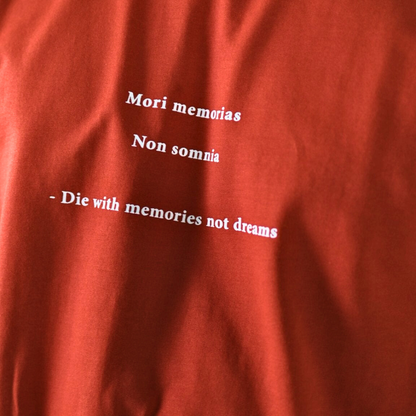 Mori memorias
Non somnia
- Die with memories not dreams